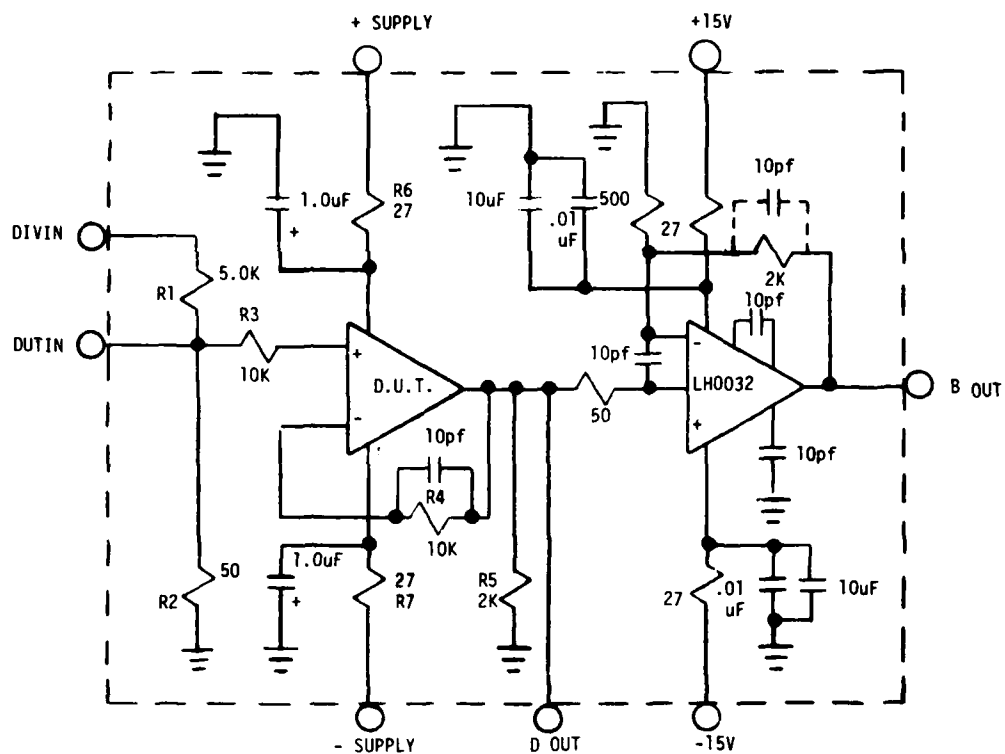 + SUPPLY
+15V
10pf
1.0uF
+
R6
27
10uF
.01
uF
500
27
2K
DIVIN
5.0K
R1
R3
10K
DUTIN
+
D.U.T.
-
10pf
10pf
-
LH0032
+
50
B OUT
10pf
10pf
R4
10K
1.0uF
+
27
R7
R5
2K
50
R2
27
.01
uF
10uF
- SUPPLY
D OUT
-15V